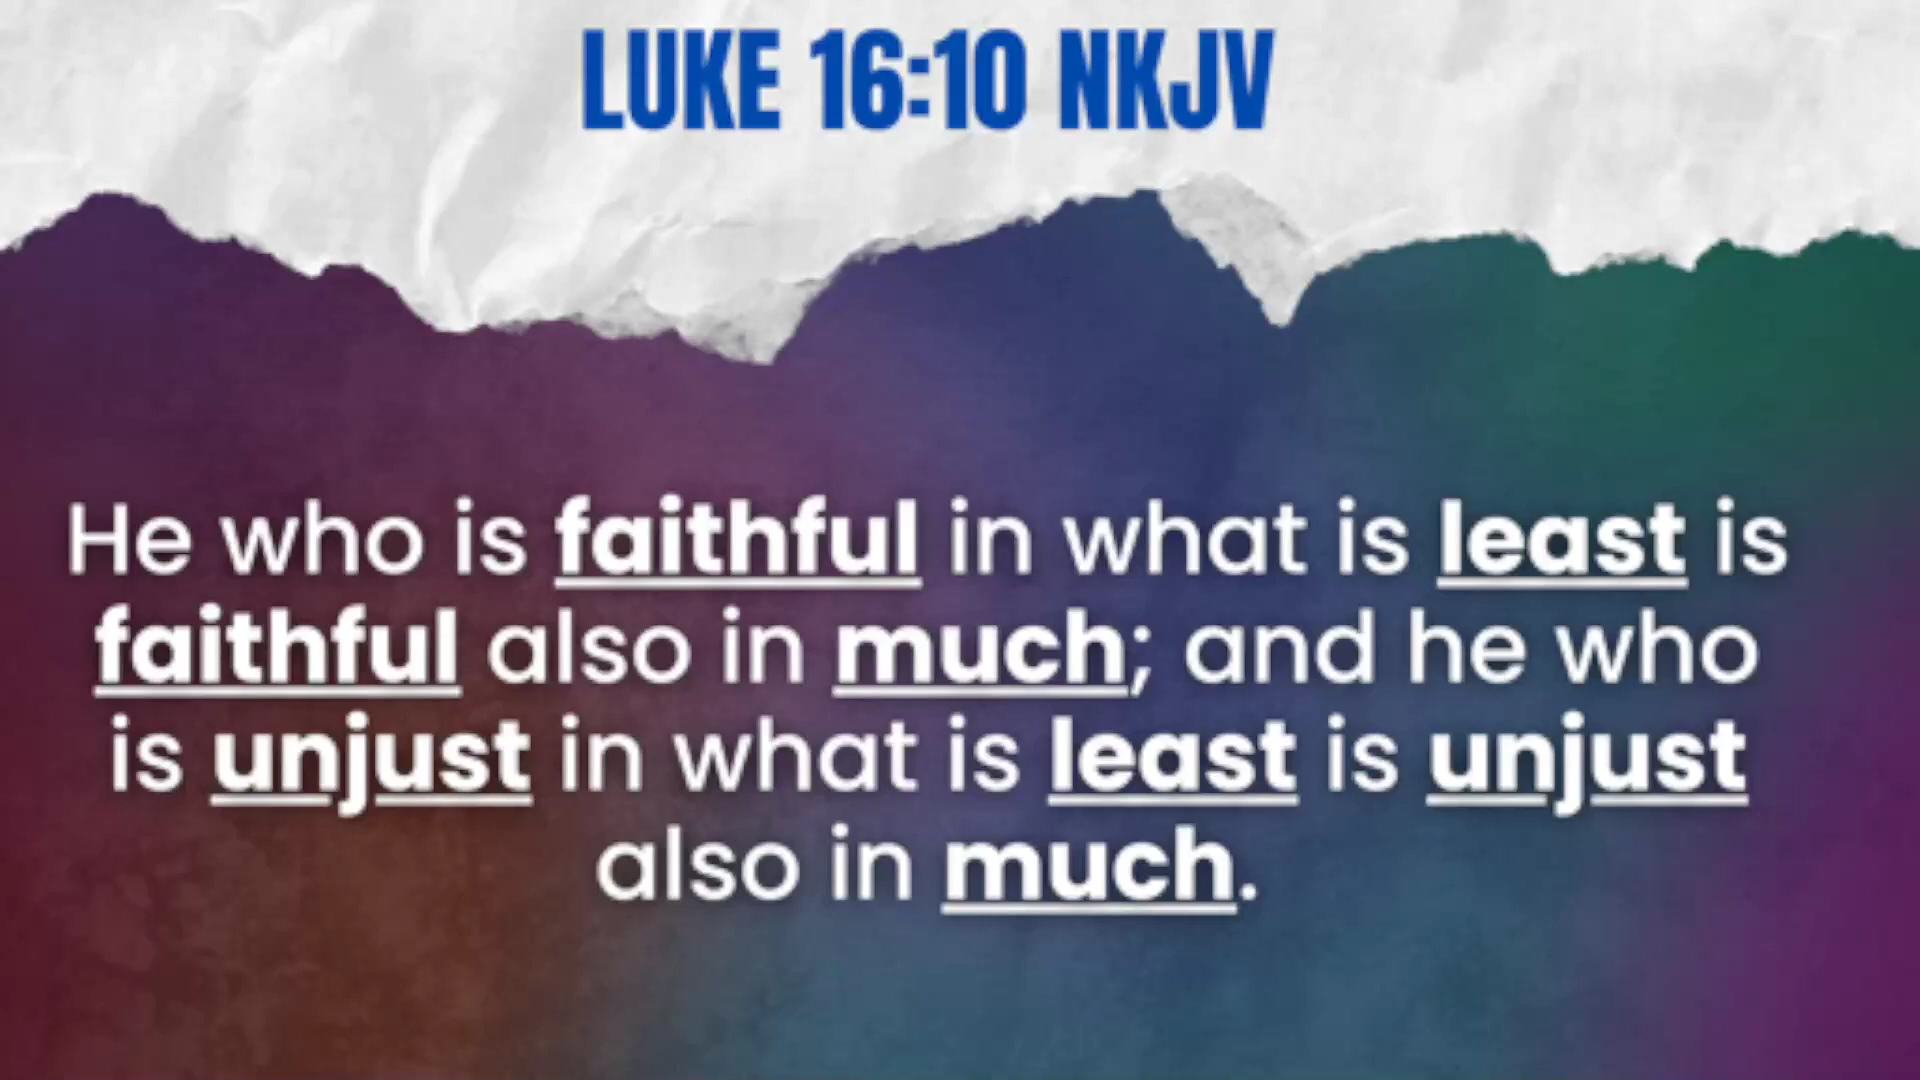 LUKE 16:10 NKJV
He who is faithful in what is least is
faithful also in much; and he who
is unjust in what is least is unjust
also in much.